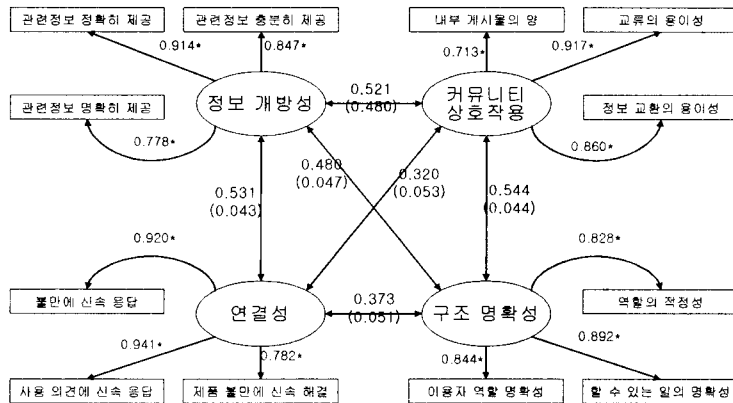 관련정보 정확히 제공
관련정보 충분히 제공
내부 게시물의 양
교류의 용이성
0.914*
0.847*
0.713*
0.917*
관련정보 명확히 제공
정보 개방성
0.521
(0.480)
커뮤니티
상호작용
정보 교환의 용이성
0.778*
0.860*
0.531
(0.043)
0.480
(0.047)
0.320
(0.053)
0.544
(0.044)
0.920*
0.828*
불만에 신속 응답
연결성
0.373
(0.051)
구조 명확성
역할의 적정성
0.941*
0.782*
0.844*
0.892*
사용 의견에 신속 응답
제품 불만에 신속 해결
이용자 역할 명확성
할 수 있는 일의 명확성